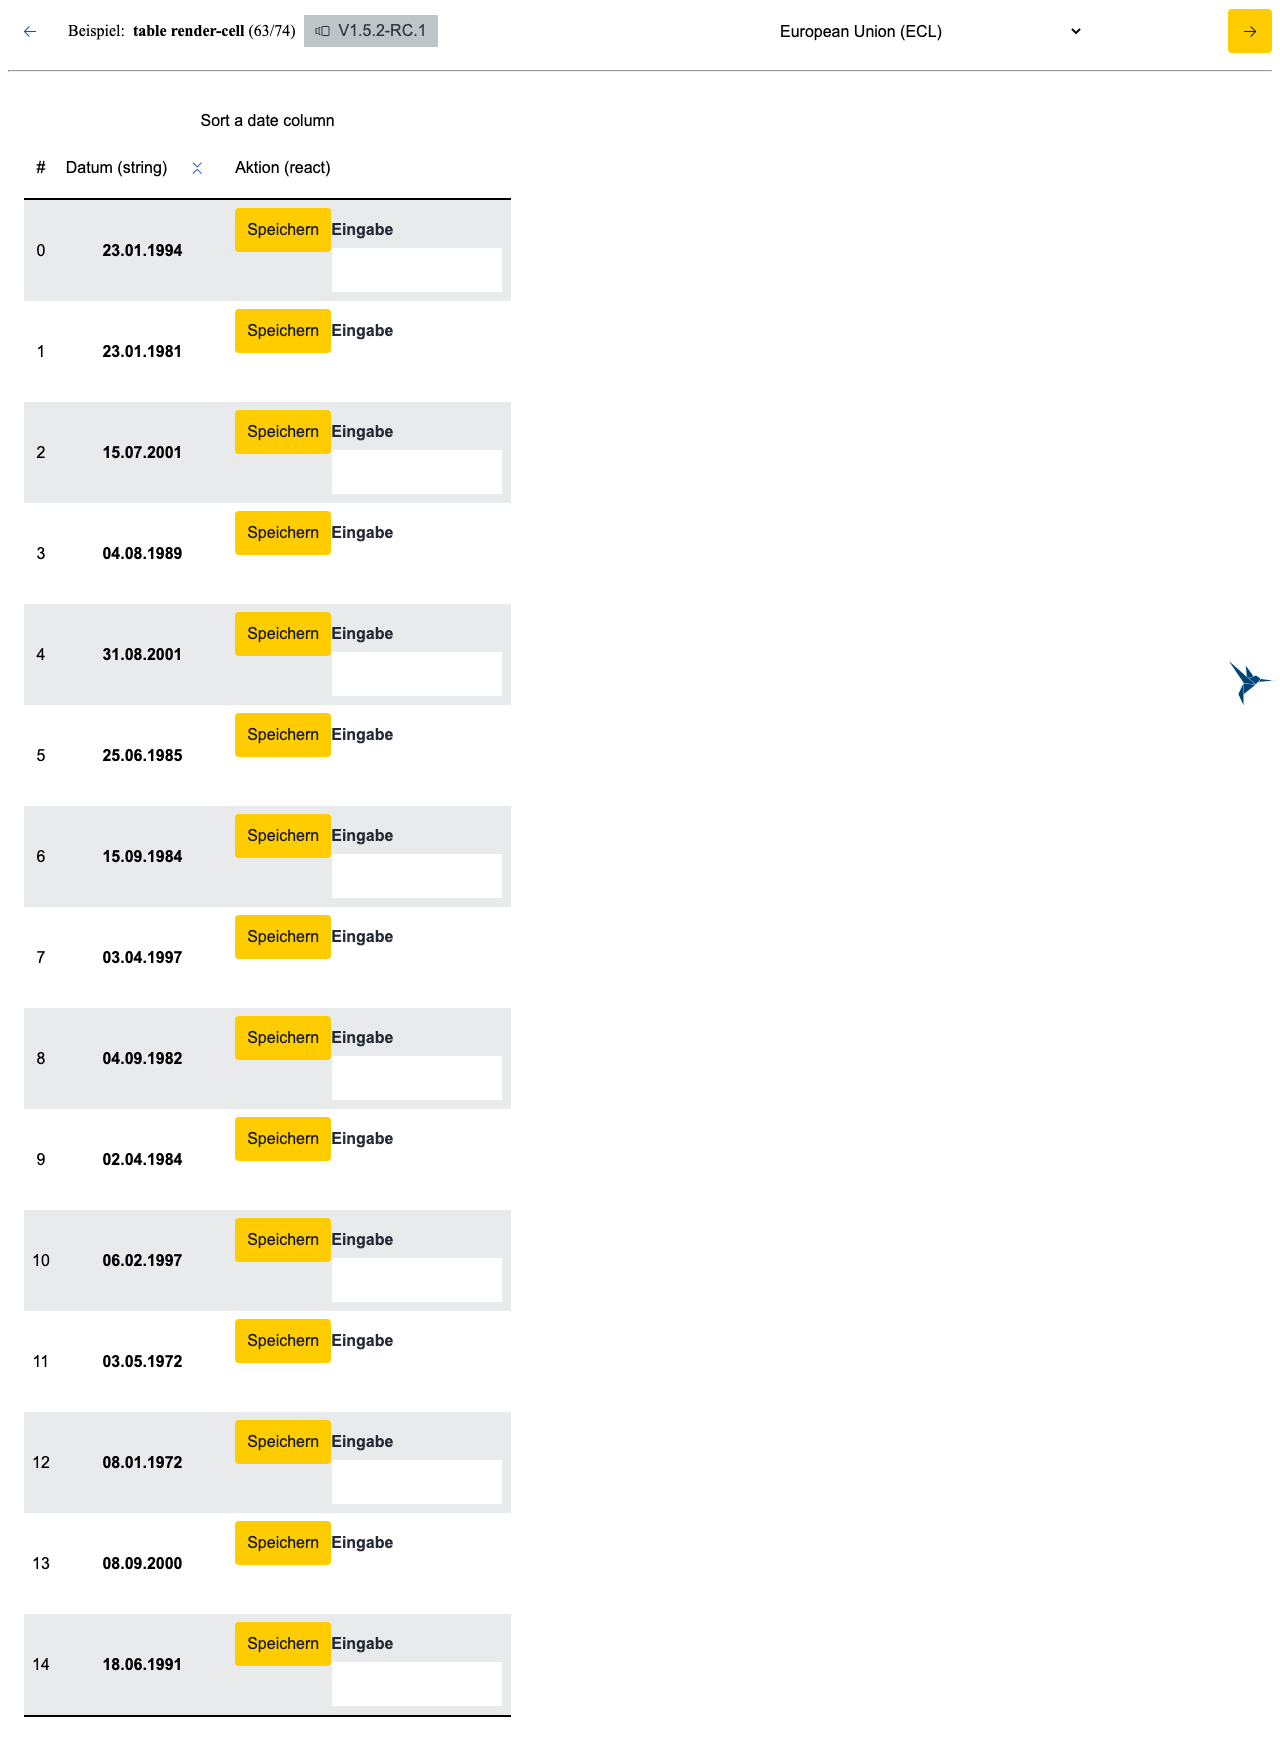 Beispiel: table render-cell (63/74) V1.5.2-RC.1 European Union (ECL)
Sort a date column
# Datum (string) Aktion (react)
0 23.01.1994 Speichern Eingabe
1 23.01.1981 Speichern Eingabe
2 15.07.2001 Speichern Eingabe
3 04.08.1989 Speichern Eingabe
4 31.08.2001 Speichern Eingabe
5 25.06.1985 Speichern Eingabe
6 15.09.1984 Speichern Eingabe
7 03.04.1997 Speichern Eingabe
8 04.09.1982 Speichern Eingabe
9 02.04.1984 Speichern Eingabe
10 06.02.1997 Speichern Eingabe
11 03.05.1972 Speichern Eingabe
12 08.01.1972 Speichern Eingabe
13 08.09.2000 Speichern Eingabe
14 18.06.1991 Speichern Eingabe